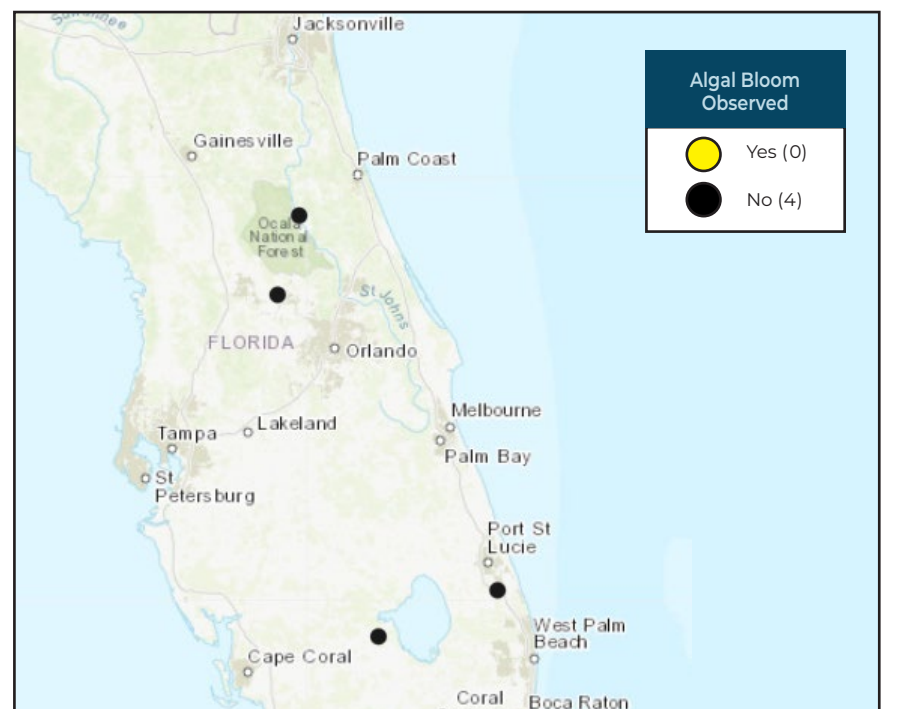 Suwannee
Jacksonville
Algal Bloom
Observed
Yes (0)
No (4)
Gainesville
Palm Coast
Ocala
National
Forest
St Johns
FLORIDA
Orlando
Melbourne
Lakeland
Tampa
Palm Bay
St
Petersburg
Port St
Lucie
West Palm
Beach
Cape Coral
Coral
Boca Raton